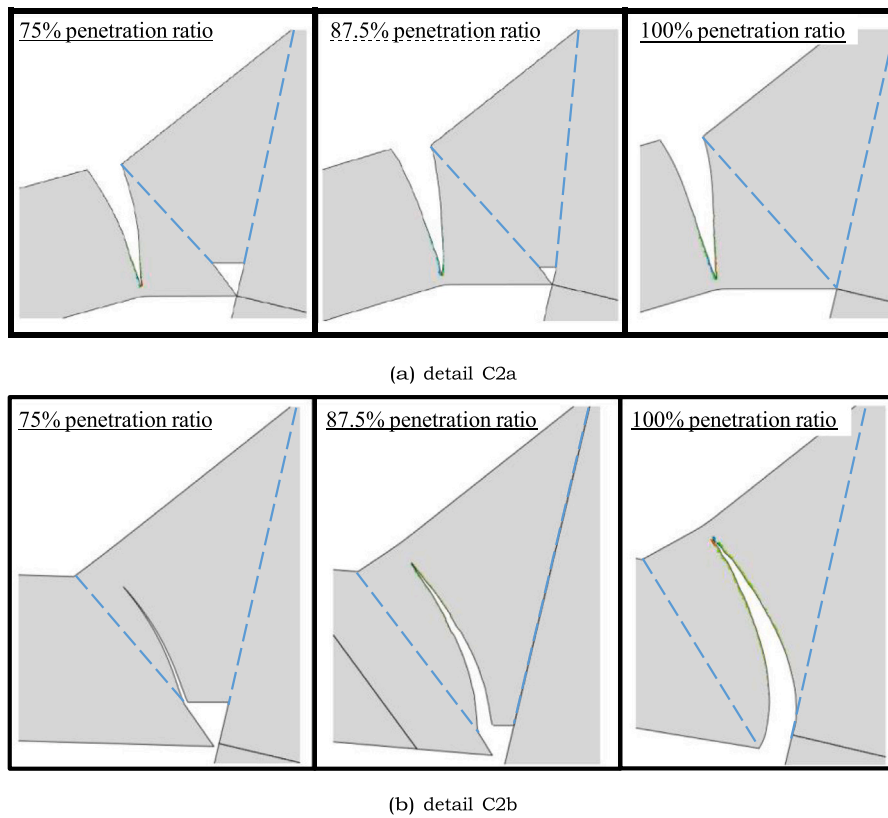 75% penetration ratio
87.5% penetration ratio
100% penetration ratio
(a) detail C2a
75% penetration ratio
87.5% penetration ratio
100% penetration ratio
(b) detail C2b